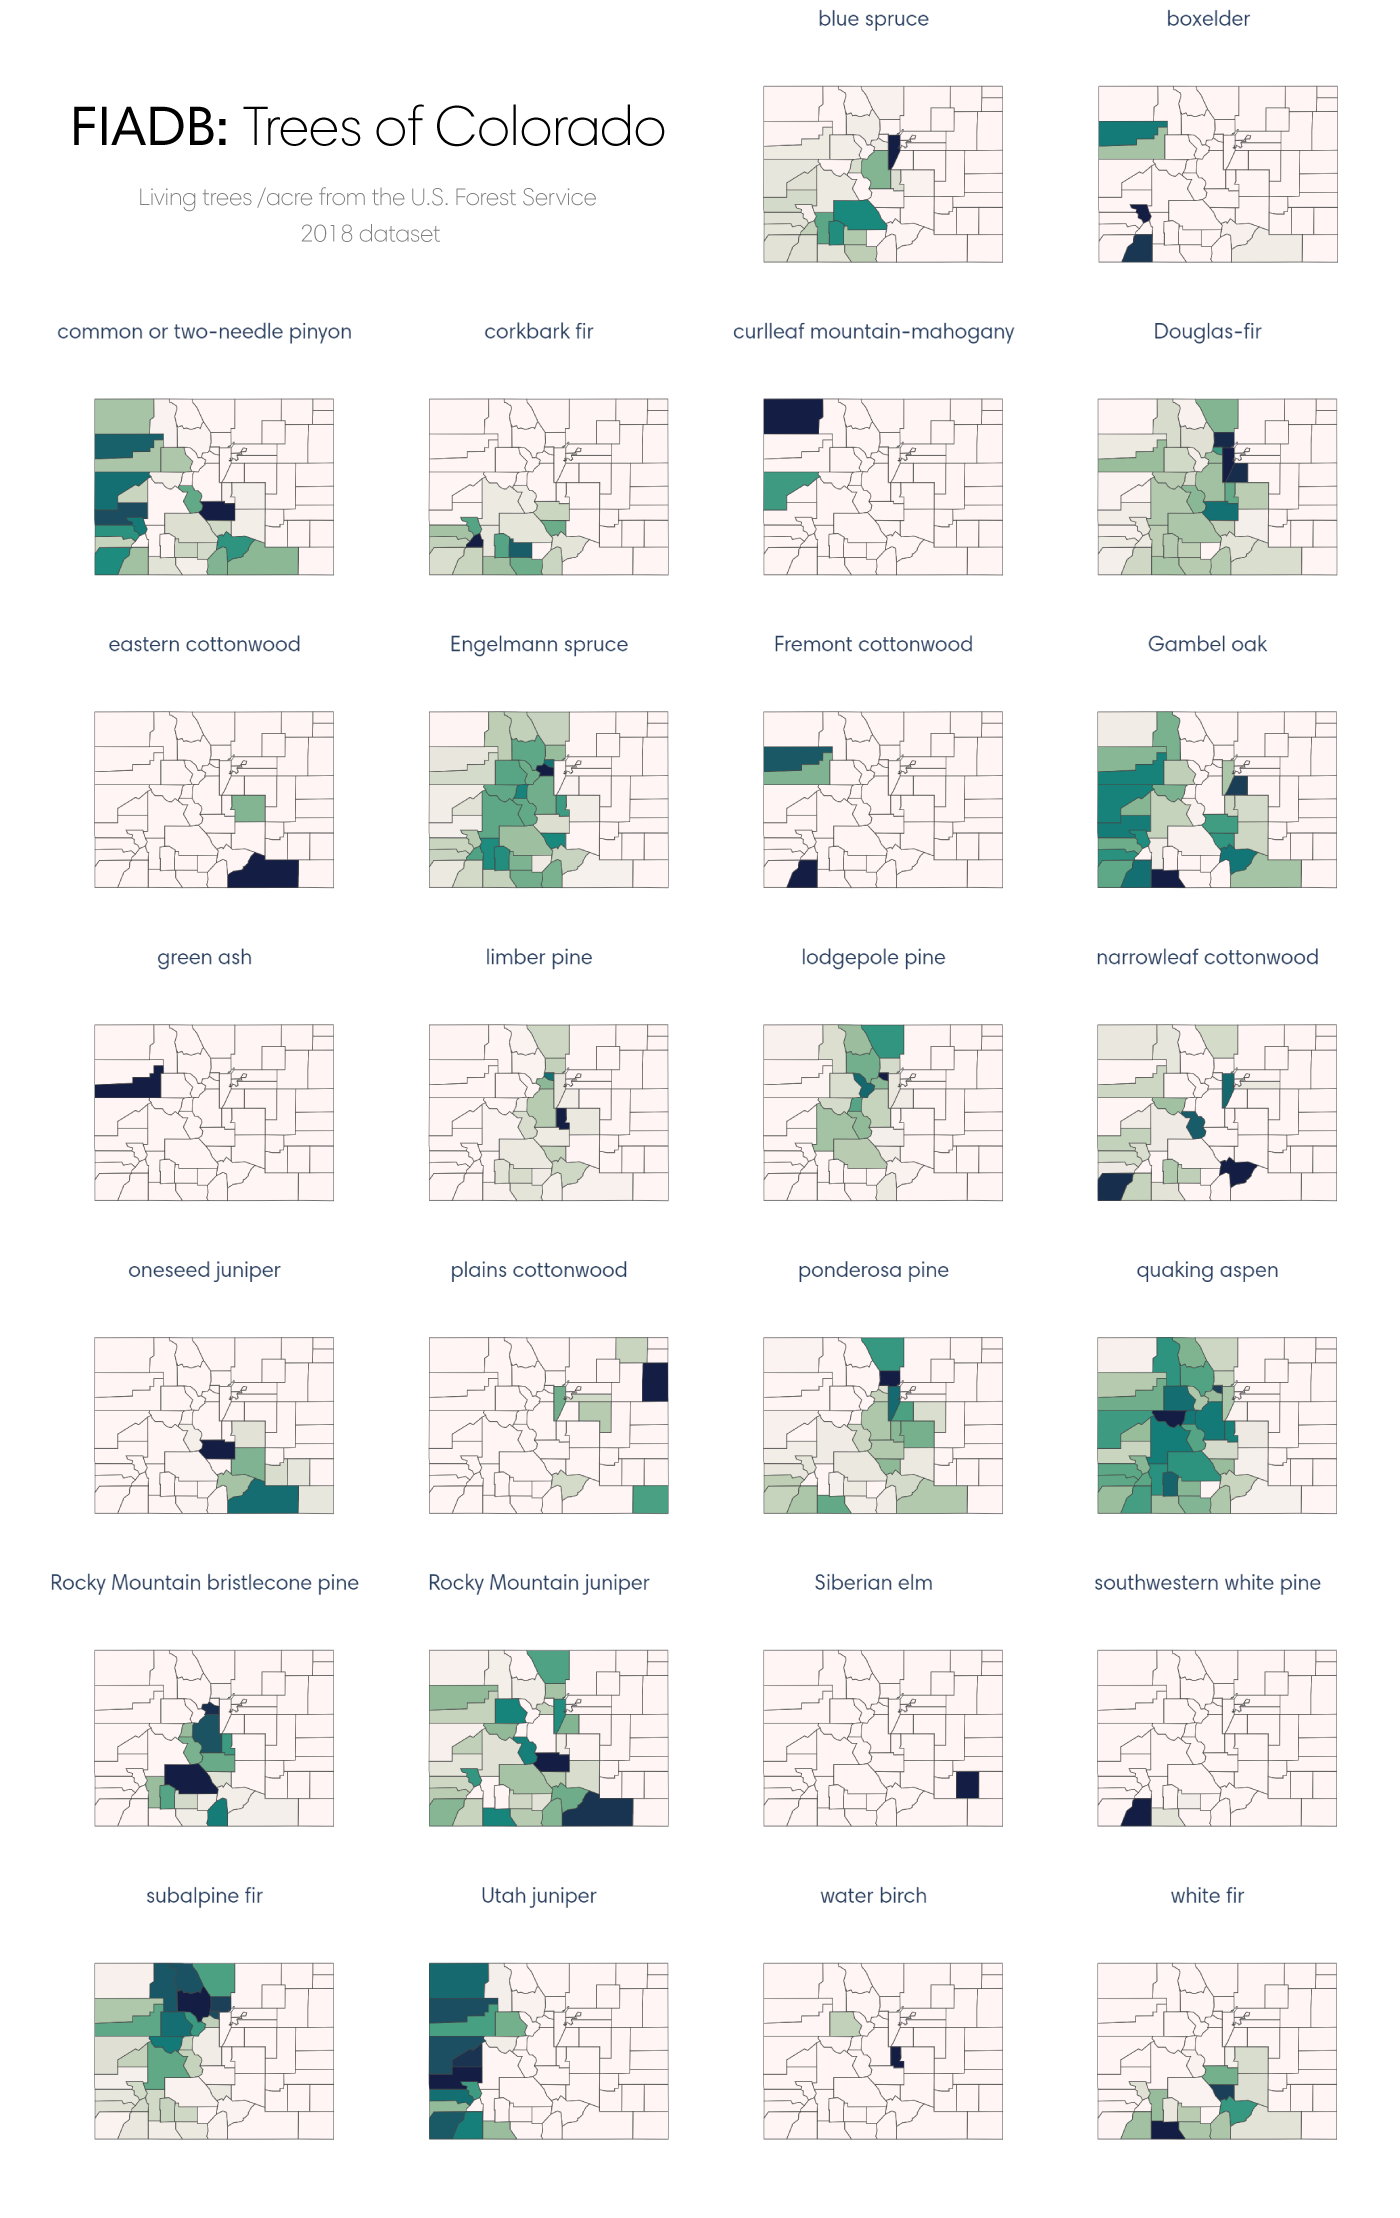 blue spruce
boxelder
FIADB: Trees of Colorado
Living trees /acre from the U.S. Forest Service
2018 dataset
common or two-needle pinyon
corkbark fir
curlleaf mountain-mahogany
Douglas-fir
eastern cottonwood
Engelmann spruce
Fremont cottonwood
Gambel oak
green ash
limber pine
lodgepole pine
narrowleaf cottonwood
oneseed juniper
plains cottonwood
ponderosa pine
quaking aspen
Rocky Mountain bristlecone pine
Rocky Mountain juniper
Siberian elm
southwestern white pine
subalpine fir
Utah juniper
water birch
white fir